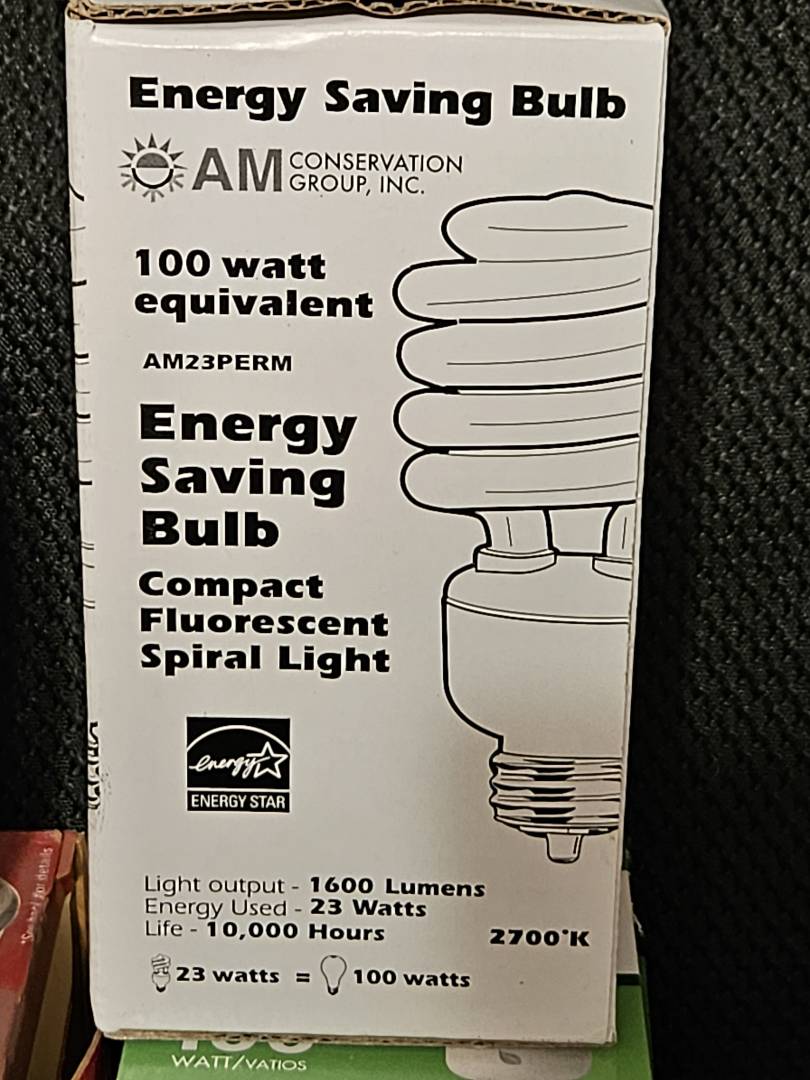 Energy Saving Bulb
AM CONSERVATION
GROUP, INC.
100 watt
equivalent
AM23PERM
Energy
Saving
Bulb
Compact
Fluorescent
Spiral Light
energy
ENERGY STAR
Light output - 1600 Lumens
Energy Used - 23 Watts
Life - 10,000 Hours
2700°K
23 watts = 100 watts
for details
WATT/VATIOS